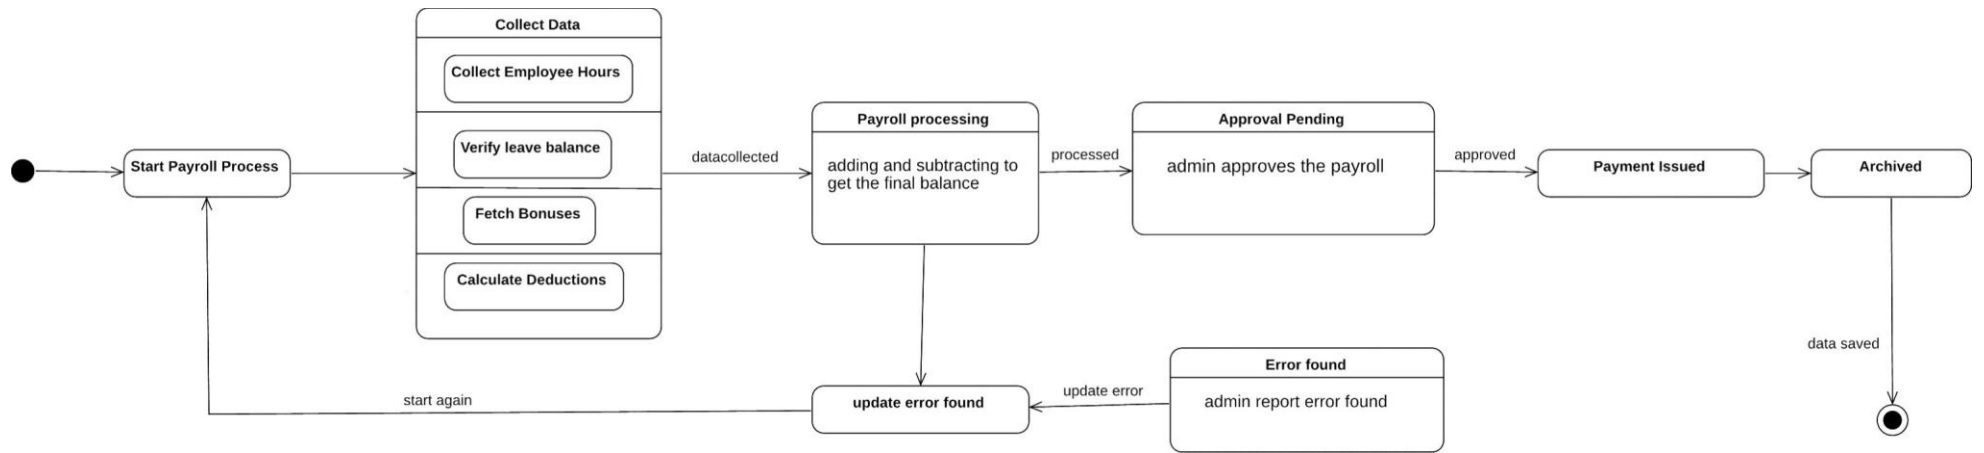 Collect Data
Collect Employee Hours
Verify leave balance
Fetch Bonuses
Calculate Deductions
Start Payroll Process
datacollected
Payroll processing
adding and subtracting to
get the final balance
processed
Approval Pending
admin approves the payroll
approved
Payment Issued
Archived
data saved
Error found
admin report error found
update error
update error found
start again